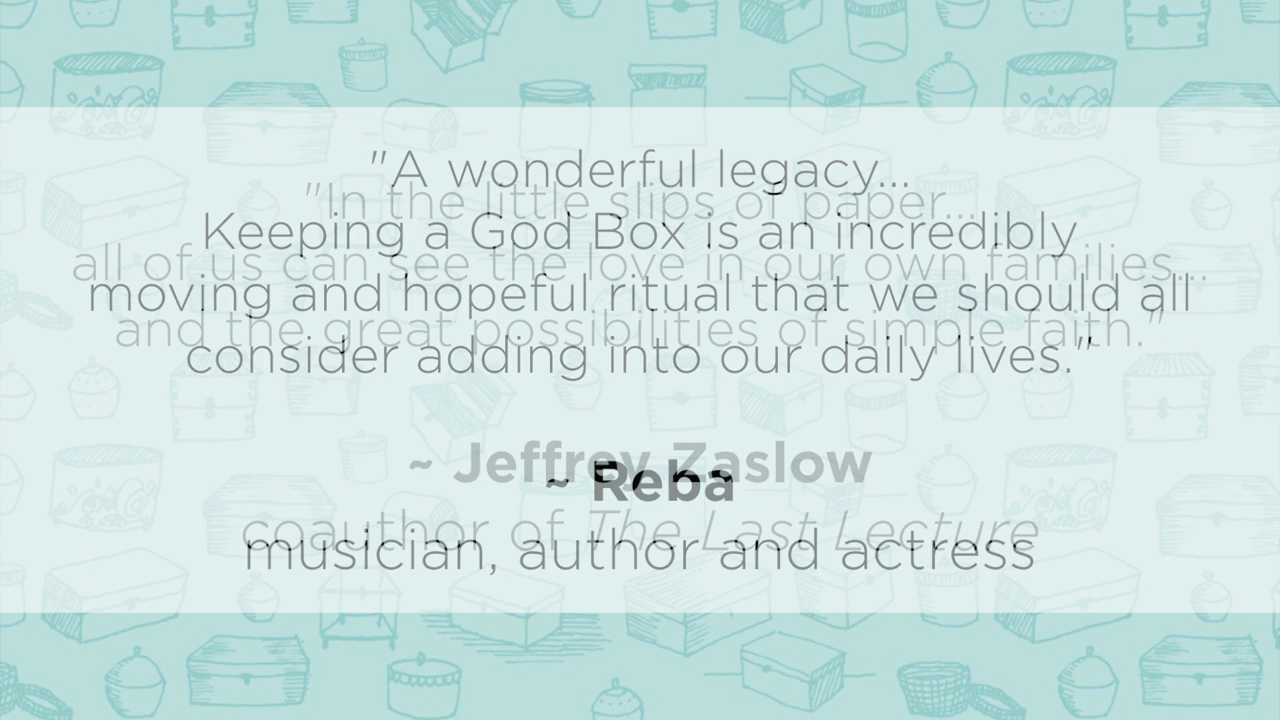 "A wonderful legacy...
Keeping a God Box is an incredibly
moving and hopeful ritual that we should all
consider adding into our daily lives."
~ Reba
musician, author and actress
"In the little slips of paper...
all of us can see the love in our own families...
and the great possibilities of simple faith."
~ Jeffrey Zaslow
coauthor of The Last Lecture